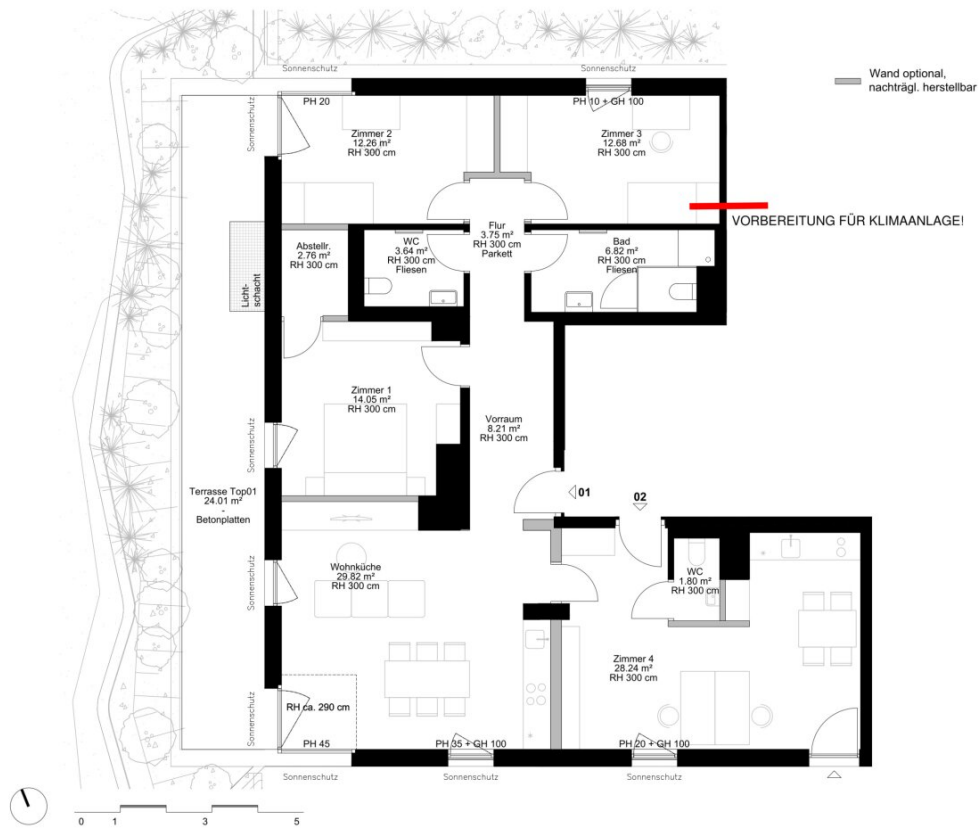 Sonnenschutz
Sonnenschutz
Wand optional,
nachträgl. herstellbar
PH 20
PH 10 + GH 100
Sonnenschutz
Zimmer 2
12.26 m²
RH 300 cm
Zimmer 3
12.68 m²
RH 300 cm
VORBEREITUNG FÜR KLIMAANLAGE!
Flur
3.75 m²
RH 300 cm
Parkett
Abstellr.
2.76 m²
RH 300 cm
WC
3.64 m²
RH 300 cm
Fliesen
Bad
6.82 m²
RH 300 cm
Fliesen
Licht-
schacht
Zimmer 1
14.05 m²
RH 300 cm
Vorraum
8.21 m²
RH 300 cm
Sonnenschutz
Terrasse Top01
24.01 m²
-
Betonplatten
01
02
Wohnküche
29.82 m²
RH 300 cm
WC
1.80 m²
RH 300 cm
Sonnenschutz
Zimmer 4
28.24 m²
RH 300 cm
RH ca. 290 cm
Sonnenschutz
PH 45
PH 35 + GH 100
PH 20 + GH 100
Sonnenschutz
Sonnenschutz
Sonnenschutz
0 1 3 5